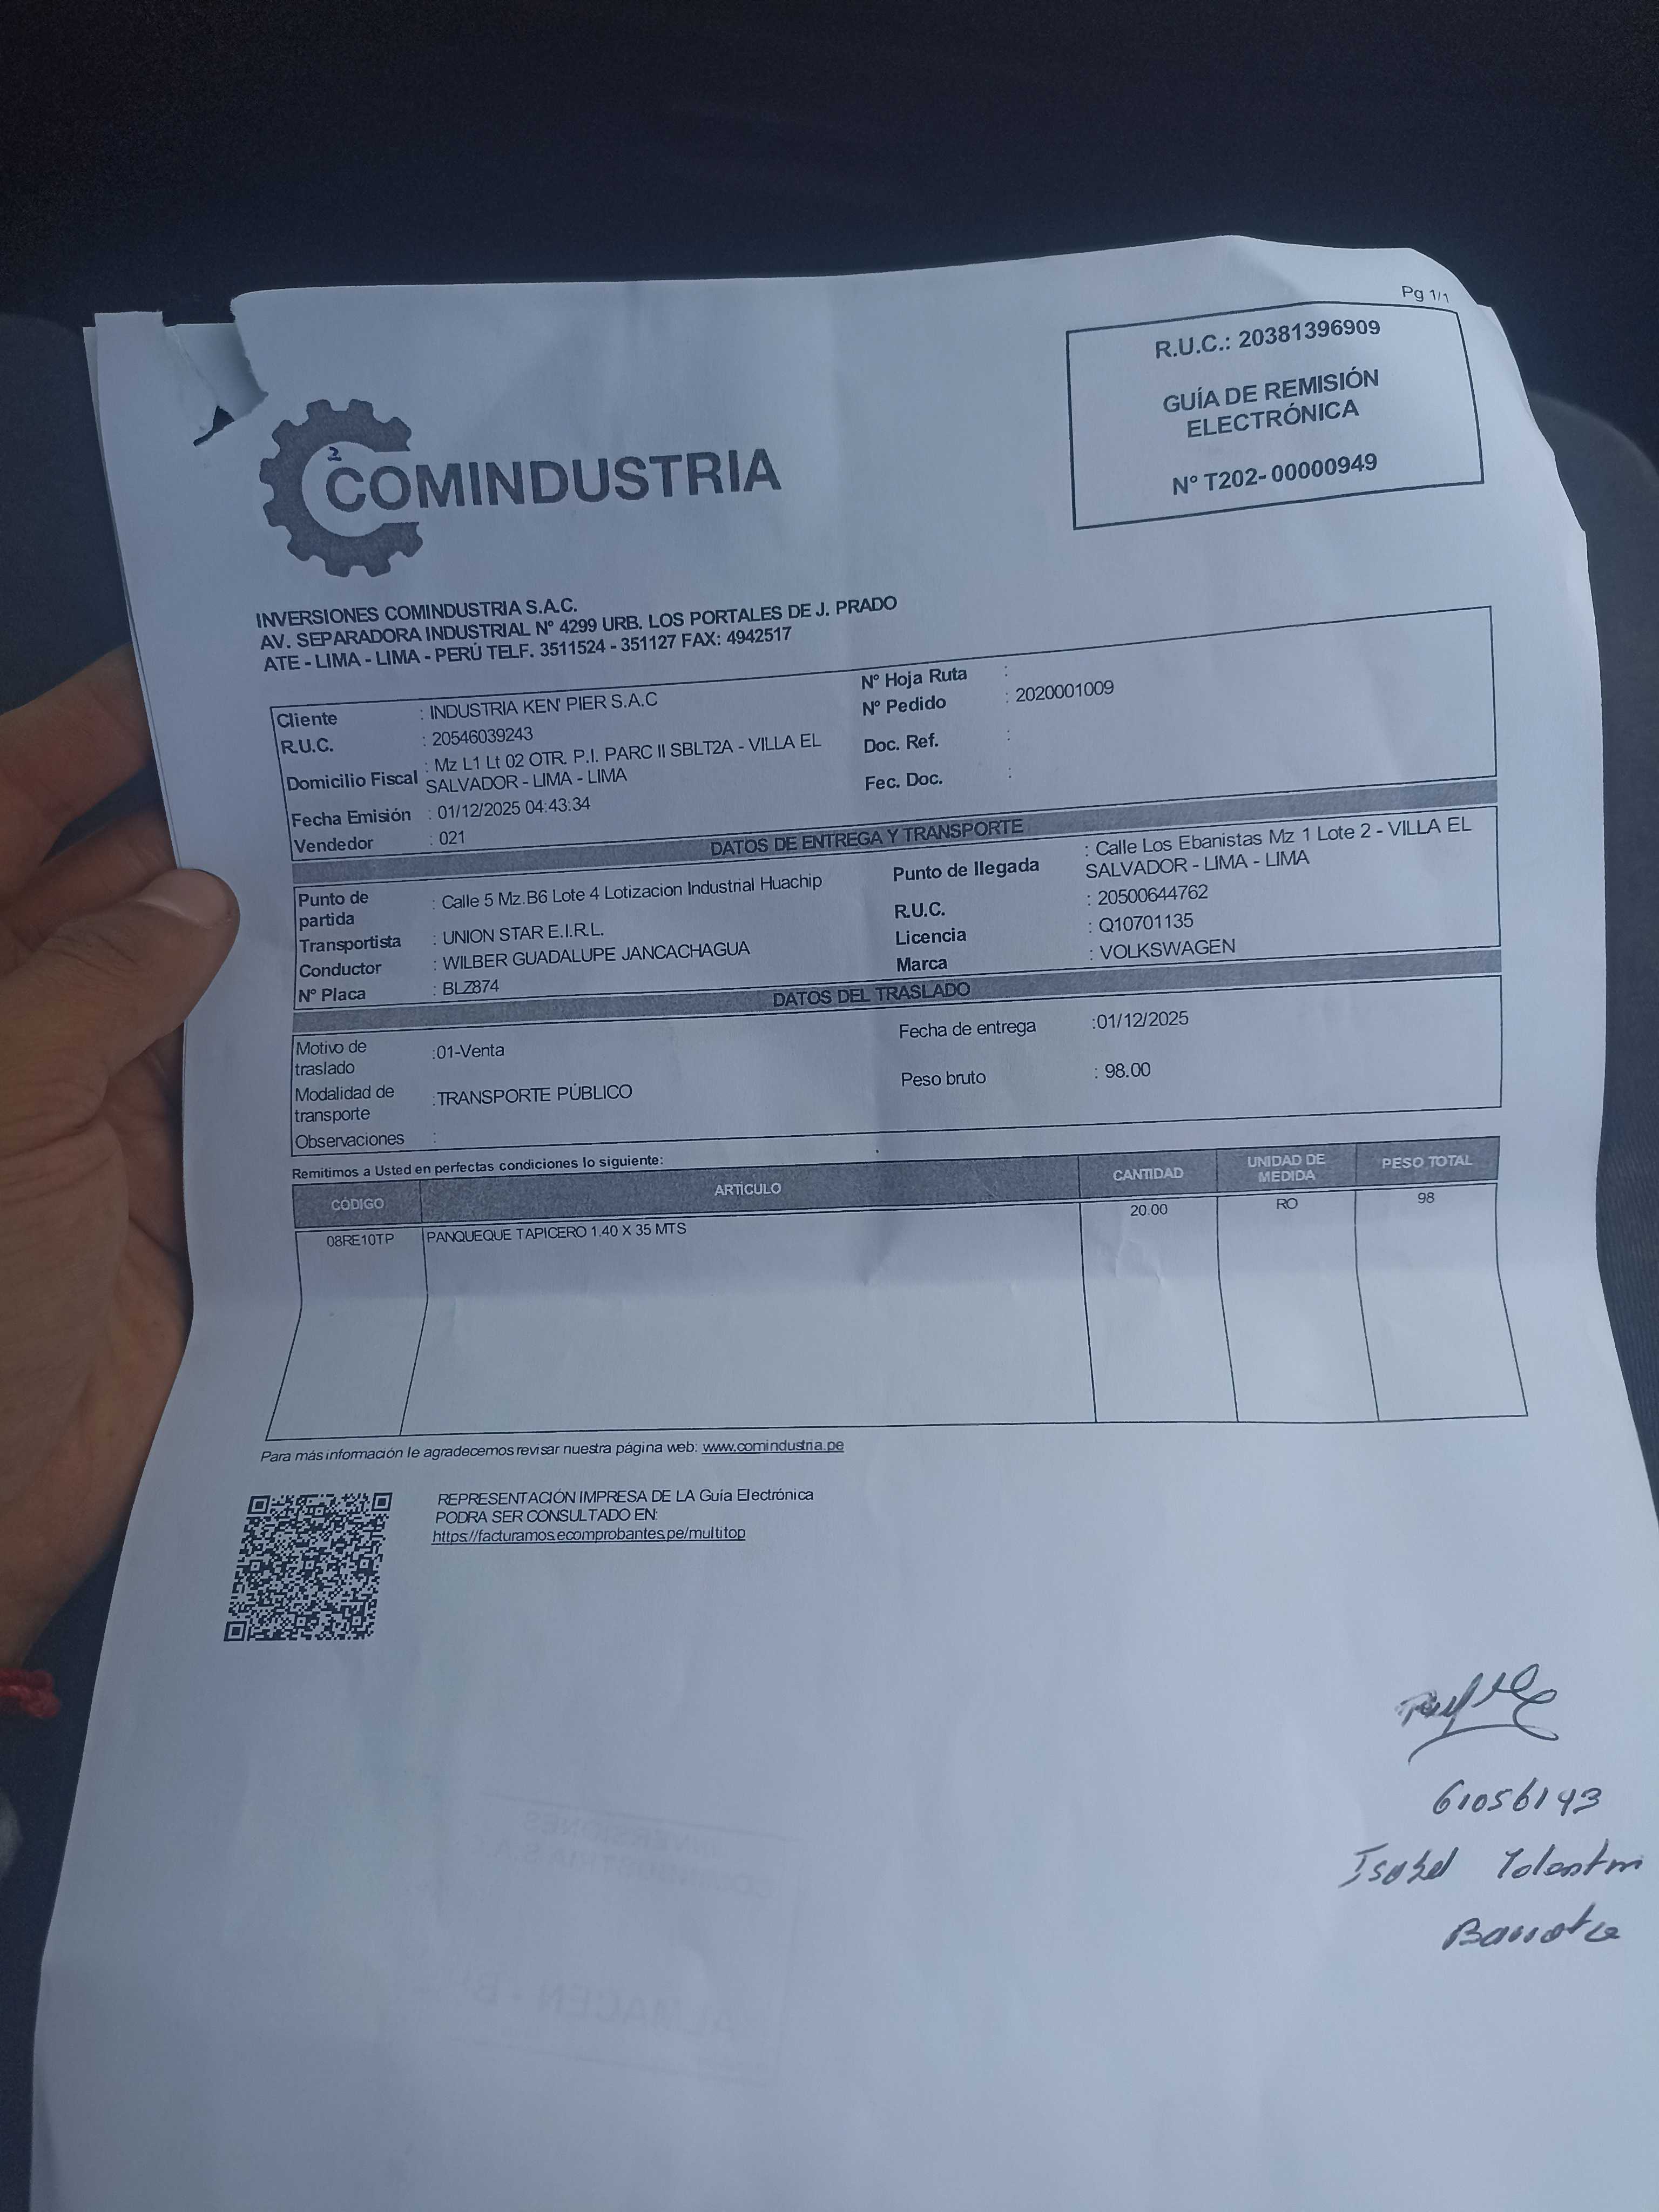 Pg 1/1
R.U.C.: 20381396909
GUÍA DE REMISIÓN
ELECTRÓNICA
Nº T202-00000949
2
COMINDUSTRIA
INVERSIONES COMINDUSTRIA S.A.C.
AV. SEPARADORA INDUSTRIAL Nº 4299 URB. LOS PORTALES DE J. PRADO
ATE - LIMA - LIMA - PERÚ TELF. 3511524 - 351127 FAX: 4942517
Cliente : INDUSTRIA KEN' PIER S.A.C
R.U.C. : 20546039243
Domicilio Fiscal : Mz L1 Lt 02 OTR. P.I. PARC II SBLT2A - VILLA EL
SALVADOR - LIMA - LIMA
Fecha Emisión : 01/12/2025 04:43:34
Vendedor : 021
Nº Hoja Ruta :
Nº Pedido : 2020001009
Doc. Ref. :
Fec. Doc. :
DATOS DE ENTREGA Y TRANSPORTE
Punto de
partida : Calle 5 Mz.B6 Lote 4 Lotizacion Industrial Huachip
Transportista : UNION STAR E.I.R.L.
Conductor : WILBER GUADALUPE JANCACHAGUA
Nº Placa : BLZ874
Punto de llegada : Calle Los Ebanistas Mz 1 Lote 2 - VILLA EL
SALVADOR - LIMA - LIMA
R.U.C. : 20500644762
Licencia : Q10701135
Marca : VOLKSWAGEN
DATOS DEL TRASLADO
Motivo de
traslado :01-Venta
Modalidad de
transporte :TRANSPORTE PÚBLICO
Observaciones :
Fecha de entrega :01/12/2025
Peso bruto : 98.00
Remitimos a Usted en perfectas condiciones lo siguiente:
CÓDIGO ARTÍCULO CANTIDAD UNIDAD DE MEDIDA PESO TOTAL
08RE10TP PANQUEQUE TAPICERO 1.40 X 35 MTS 20.00 RO 98
Para más información le agradecemos revisar nuestra página web: www.comindustria.pe
REPRESENTACIÓN IMPRESA DE LA Guía Electrónica
PODRA SER CONSULTADO EN:
https://facturamos.ecomprobantes.pe/multitop
61056143
Isabel